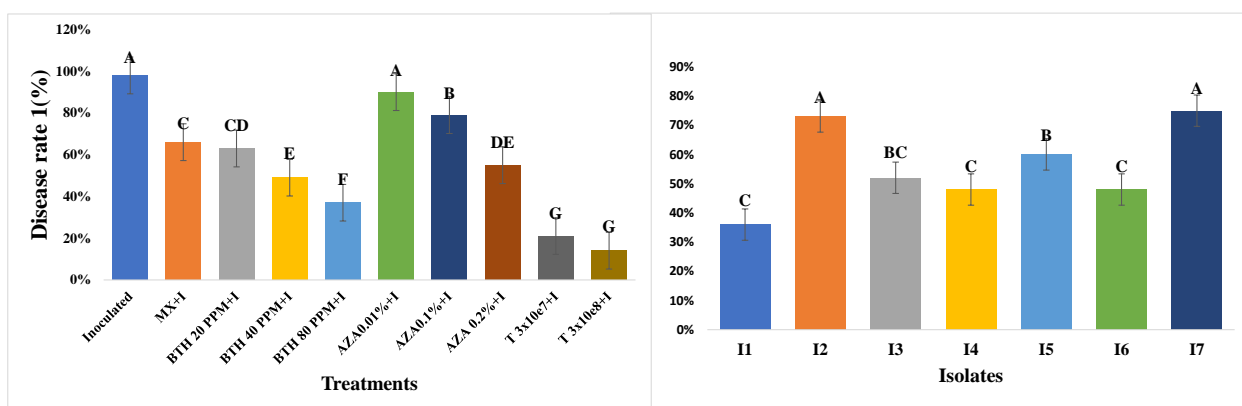 120%
100%
80%
60%
40%
20%
0%
Disease rate 1(%)
A
C
CD
E
F
A
B
DE
G
G
Inoculated
MX+I
BTH 20 PPM+I
BTH 40 PPM+I
BTH 80 PPM+I
AZA0.01%+I
AZA0.1%+I
AZA 0.2%+I
T 3x10e7+I
T 3x10e8+I
Treatments
90%
80%
70%
60%
50%
40%
30%
20%
10%
0%
C
A
BC
C
B
C
A
I1
I2
I3
I4
I5
I6
I7
Isolates